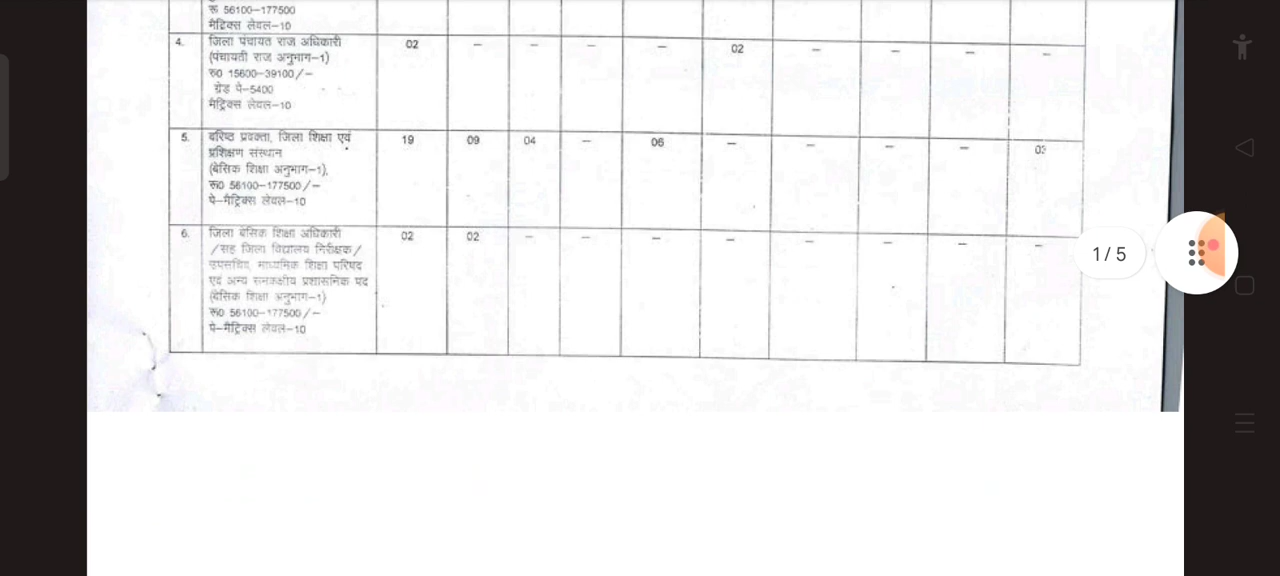 रू 56100-177500
मैट्रिक्स लेवल-10
4. जिला पंचायत राज अधिकारी 02 – – – – 02 – – – –
(पंचायती राज अनुभाग-1)
रु0 15600-39100/-
ग्रेड पे-5400
मैट्रिक्स लेवल-10
5. वरिष्ठ प्रवक्ता, जिला शिक्षा एवं 19 09 04 – 06 – – – –
प्रशिक्षण संस्थान
(बेसिक शिक्षा अनुभाग-1),
रू0 56100-177500/-
पे-मैट्रिक्स लेवल-10
6. जिला बेसिक शिक्षा अधिकारी 02 02 – – – – – – – –
/सह जिला विद्यालय निरीक्षक/
उपसचिव, माध्यमिक शिक्षा परिषद
एवं अन्य समकक्षीय प्रशासनिक पद
(बेसिक शिक्षा अनुभाग-1)
रू0 56100-177500/-
पे-मैट्रिक्स लेवल-10
1/5